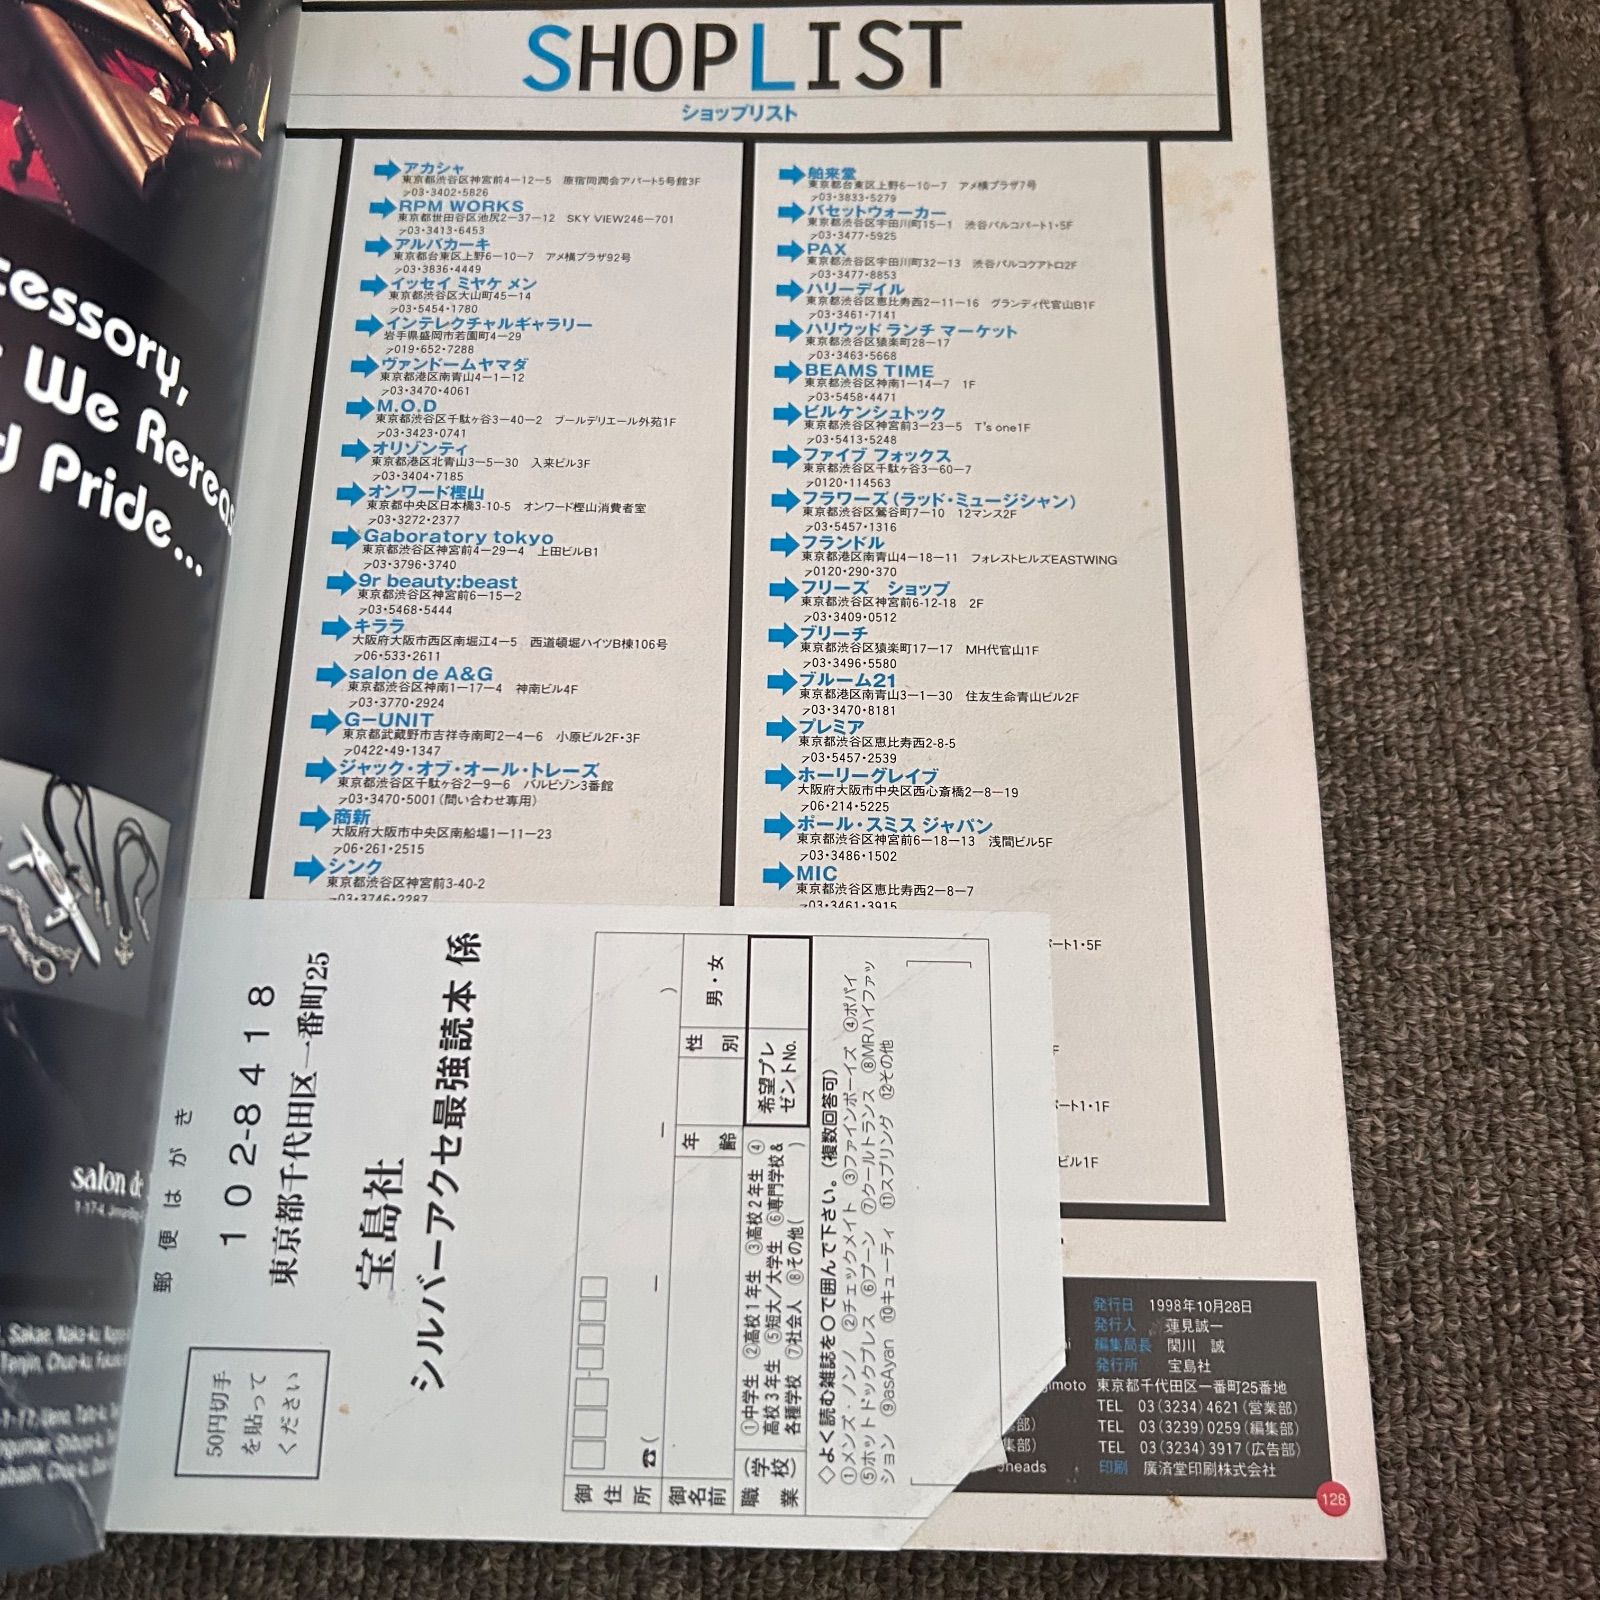 SHOPLIST
ショップリスト
アカシャ
東京都渋谷区神宮前4-12-5 原宿同潤会アパート5号館3F
03・3402・5826
RPM WORKS
東京都世田谷区池尻2-37-12 SKY VIEW246-701
03・3413・6453
アルバカーキ
東京都台東区上野6-10-7 アメ横プラザ92号
03・3836・4449
イッセイ ミヤケ メン
東京都渋谷区大山町45-14
03・5454・1780
インテレクチャルギャラリー
岩手県盛岡市若園町4-29
019・652・7288
ヴァンドームヤマダ
東京都港区南青山4-1-12
03・3470・4061
M.O.D
東京都渋谷区千駄ヶ谷3-40-2 プールデリエール外苑1F
03・3423・0741
オリゾンティ
東京都港区北青山3-5-30 入来ビル3F
03・3404・7185
オンワード樫山
東京都中央区日本橋3-10-5 オンワード樫山消費者室
03・3272・2377
Gaboratory tokyo
東京都渋谷区神宮前4-29-4 上田ビルB1
03・3796・3740
9r beauty:beast
東京都渋谷区神宮前6-15-2
03・5468・5444
キララ
大阪府大阪市西区南堀江4-5 西道頓堀ハイツB棟106号
06・533・2611
salon de A&G
東京都渋谷区神南1-17-4 神南ビル4F
03・3770・2924
G-UNIT
東京都武蔵野市吉祥寺南町2-4-6 小原ビル2F・3F
0422・49・1347
ジャック・オブ・オール・トレーズ
東京都渋谷区千駄ヶ谷2-9-6 バルビゾン3番館
03・3470・5001(問い合わせ専用)
商新
大阪府大阪市中央区南船場1-11-23
06・261・2515
シンク
東京都渋谷区神宮前3-40-2
03・3746・2287
舶来堂
東京都台東区上野6-10-7 アメ横プラザ7号
03・3833・5279
バセットウォーカー
東京都渋谷区宇田川町15-1 渋谷パルコパート1・5F
03・3477・5925
PAX
東京都渋谷区宇田川町32-13 渋谷パルコクアトロ2F
03・3477・8853
ハリーデイル
東京都渋谷区恵比寿西2-11-16 グランディ代官山B1F
03・3461・7141
ハリウッド ランチ マーケット
東京都渋谷区猿楽町28-17
03・3463・5668
BEAMS TIME
東京都渋谷区神南1-14-7 1F
03・5458・4471
ビルケンシュトック
東京都渋谷区神宮前3-23-5 T's one1F
03・5413・5248
ファイブ フォックス
東京都渋谷区千駄ヶ谷3-60-7
0120・114563
フラワーズ(ラッド・ミュージシャン)
東京都渋谷区鶯谷町7-10 12マンス2F
03・5457・1316
フランドル
東京都港区南青山4-18-11 フォレストヒルズEASTWING
0120・290・370
フリーズ ショップ
東京都渋谷区神宮前6-12-18 2F
03・3409・0512
ブリーチ
東京都渋谷区猿楽町17-17 MH代官山1F
03・3496・5580
ブルーム21
東京都港区南青山3-1-30 住友生命青山ビル2F
03・3470・8181
プレミア
東京都渋谷区恵比寿西2-8-5
03・5457・2539
ホーリーグレイブ
大阪府大阪市中央区西心斎橋2-8-19
06・214・5225
ポール・スミス ジャパン
東京都渋谷区神宮前6-18-13 浅間ビル5F
03・3486・1502
MIC
東京都渋谷区恵比寿西2-8-7
03・3461・3915
ート1・5F
ート1・1F
ビル1F
発行日 1998年10月28日
発行人 蓮見誠一
編集局長 関川 誠
発行所 宝島社
東京都千代田区一番町25番地
TEL 03(3234)4621(営業部)
TEL 03(3239)0259(編集部)
TEL 03(3234)3917(広告部)
印刷 廣済堂印刷株式会社
128
郵便はがき
102-8418
東京都千代田区一番町25
宝島社
シルバーアクセ最強読本 係
50円切手
を貼って
ください
御住所
☎( )
御名前
年齢
性別
男・女
職業(学校)
①中学生 ②高校1年生 ③高校2年生 ④
高校3年生 ⑤短大/大学生 ⑥専門学校&
各種学校 ⑦社会人 ⑧その他( )
希望プレ
ゼントNo.
◇よく読む雑誌を○で囲んで下さい。(複数回答可)
①メンズ・ノンノ ②チェックメイト ③ファインボーイズ ④ポパイ
⑤ホットドックプレス ⑥ブーン ⑦クールトランス ⑧MRハイファッ
ション ⑨asAyan ⑩キューティ ⑪スプリング ⑫その他
cessory,
We Rereas
d Pride...
salon de